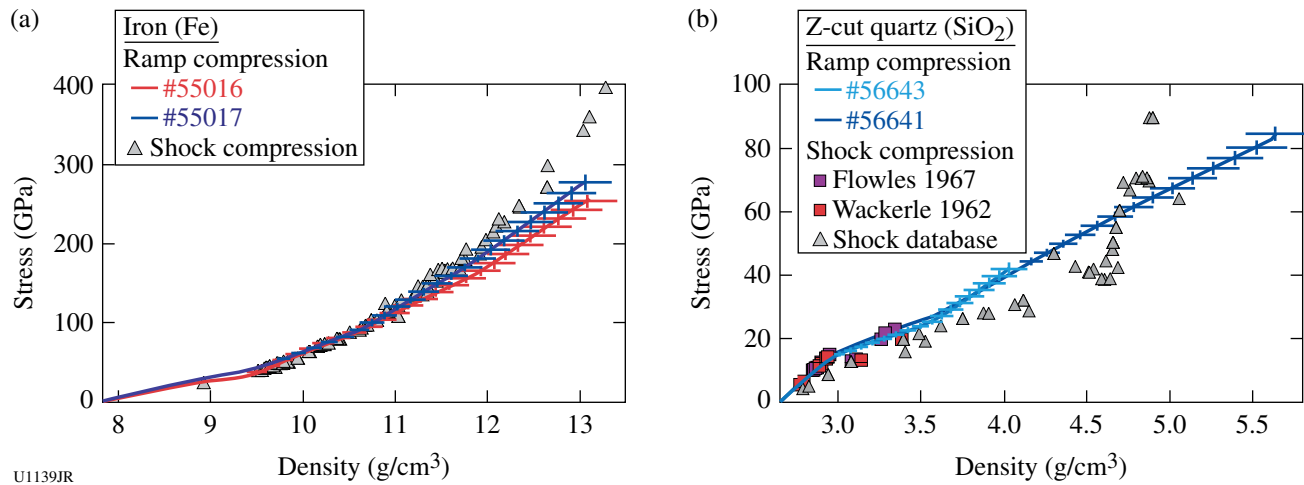 (a)
Iron (Fe)
Ramp compression
#55016
#55017
Shock compression
400
300
200
100
0
Stress (GPa)
8 9 10 11 12 13
Density (g/cm³)
U1139JR
(b)
Z-cut quartz (SiO₂)
Ramp compression
#56643
#56641
Shock compression
Flowles 1967
Wackerle 1962
Shock database
100
80
60
40
20
0
Stress (GPa)
3.0 3.5 4.0 4.5 5.0 5.5
Density (g/cm³)